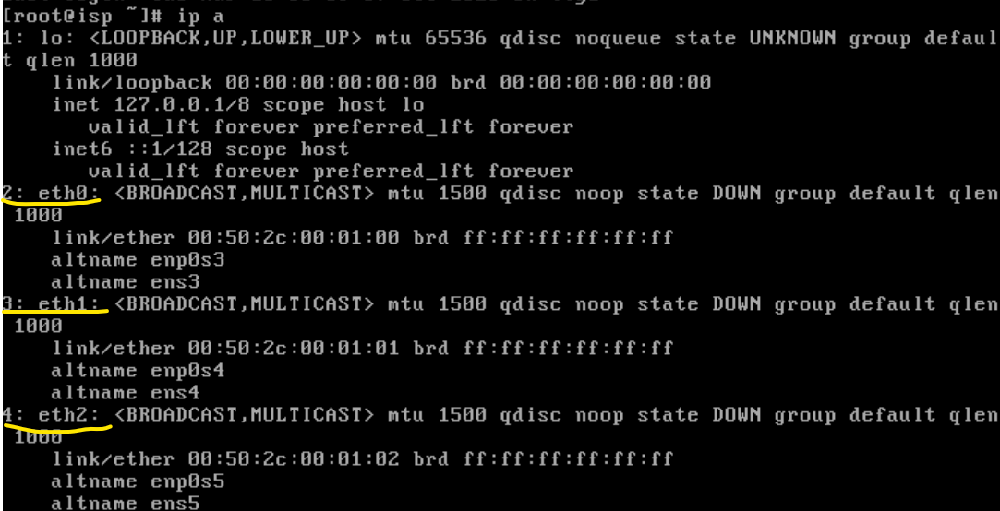 [root@isp ~]# ip a
1: lo: <LOOPBACK,UP,LOWER_UP> mtu 65536 qdisc noqueue state UNKNOWN group defaul
t qlen 1000
    link/loopback 00:00:00:00:00:00 brd 00:00:00:00:00:00
    inet 127.0.0.1/8 scope host lo
       valid_lft forever preferred_lft forever
    inet6 ::1/128 scope host
       valid_lft forever preferred_lft forever
2: eth0: <BROADCAST,MULTICAST> mtu 1500 qdisc noop state DOWN group default qlen
 1000
    link/ether 00:50:2c:00:01:00 brd ff:ff:ff:ff:ff:ff
    altname enp0s3
    altname ens3
3: eth1: <BROADCAST,MULTICAST> mtu 1500 qdisc noop state DOWN group default qlen
 1000
    link/ether 00:50:2c:00:01:01 brd ff:ff:ff:ff:ff:ff
    altname enp0s4
    altname ens4
4: eth2: <BROADCAST,MULTICAST> mtu 1500 qdisc noop state DOWN group default qlen
 1000
    link/ether 00:50:2c:00:01:02 brd ff:ff:ff:ff:ff:ff
    altname enp0s5
    altname ens5